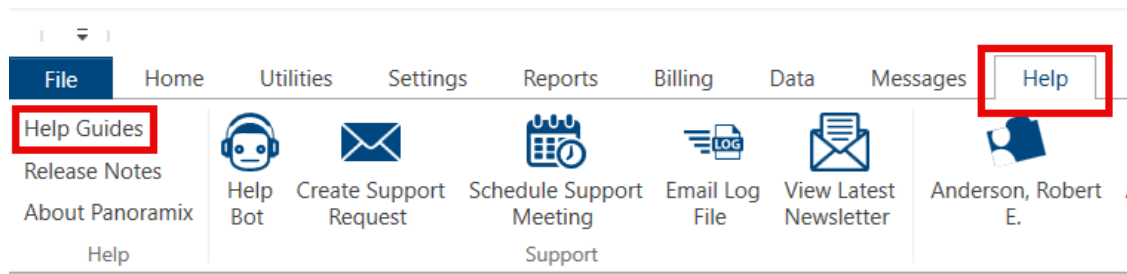 File Home Utilities Settings Reports Billing Data Messages Help
Help Guides
Release Notes
About Panoramix
Help
Help
Bot
Create Support
Request
Schedule Support
Meeting
LOG
Email Log
File
View Latest
Newsletter
Support
Anderson, Robert
E.